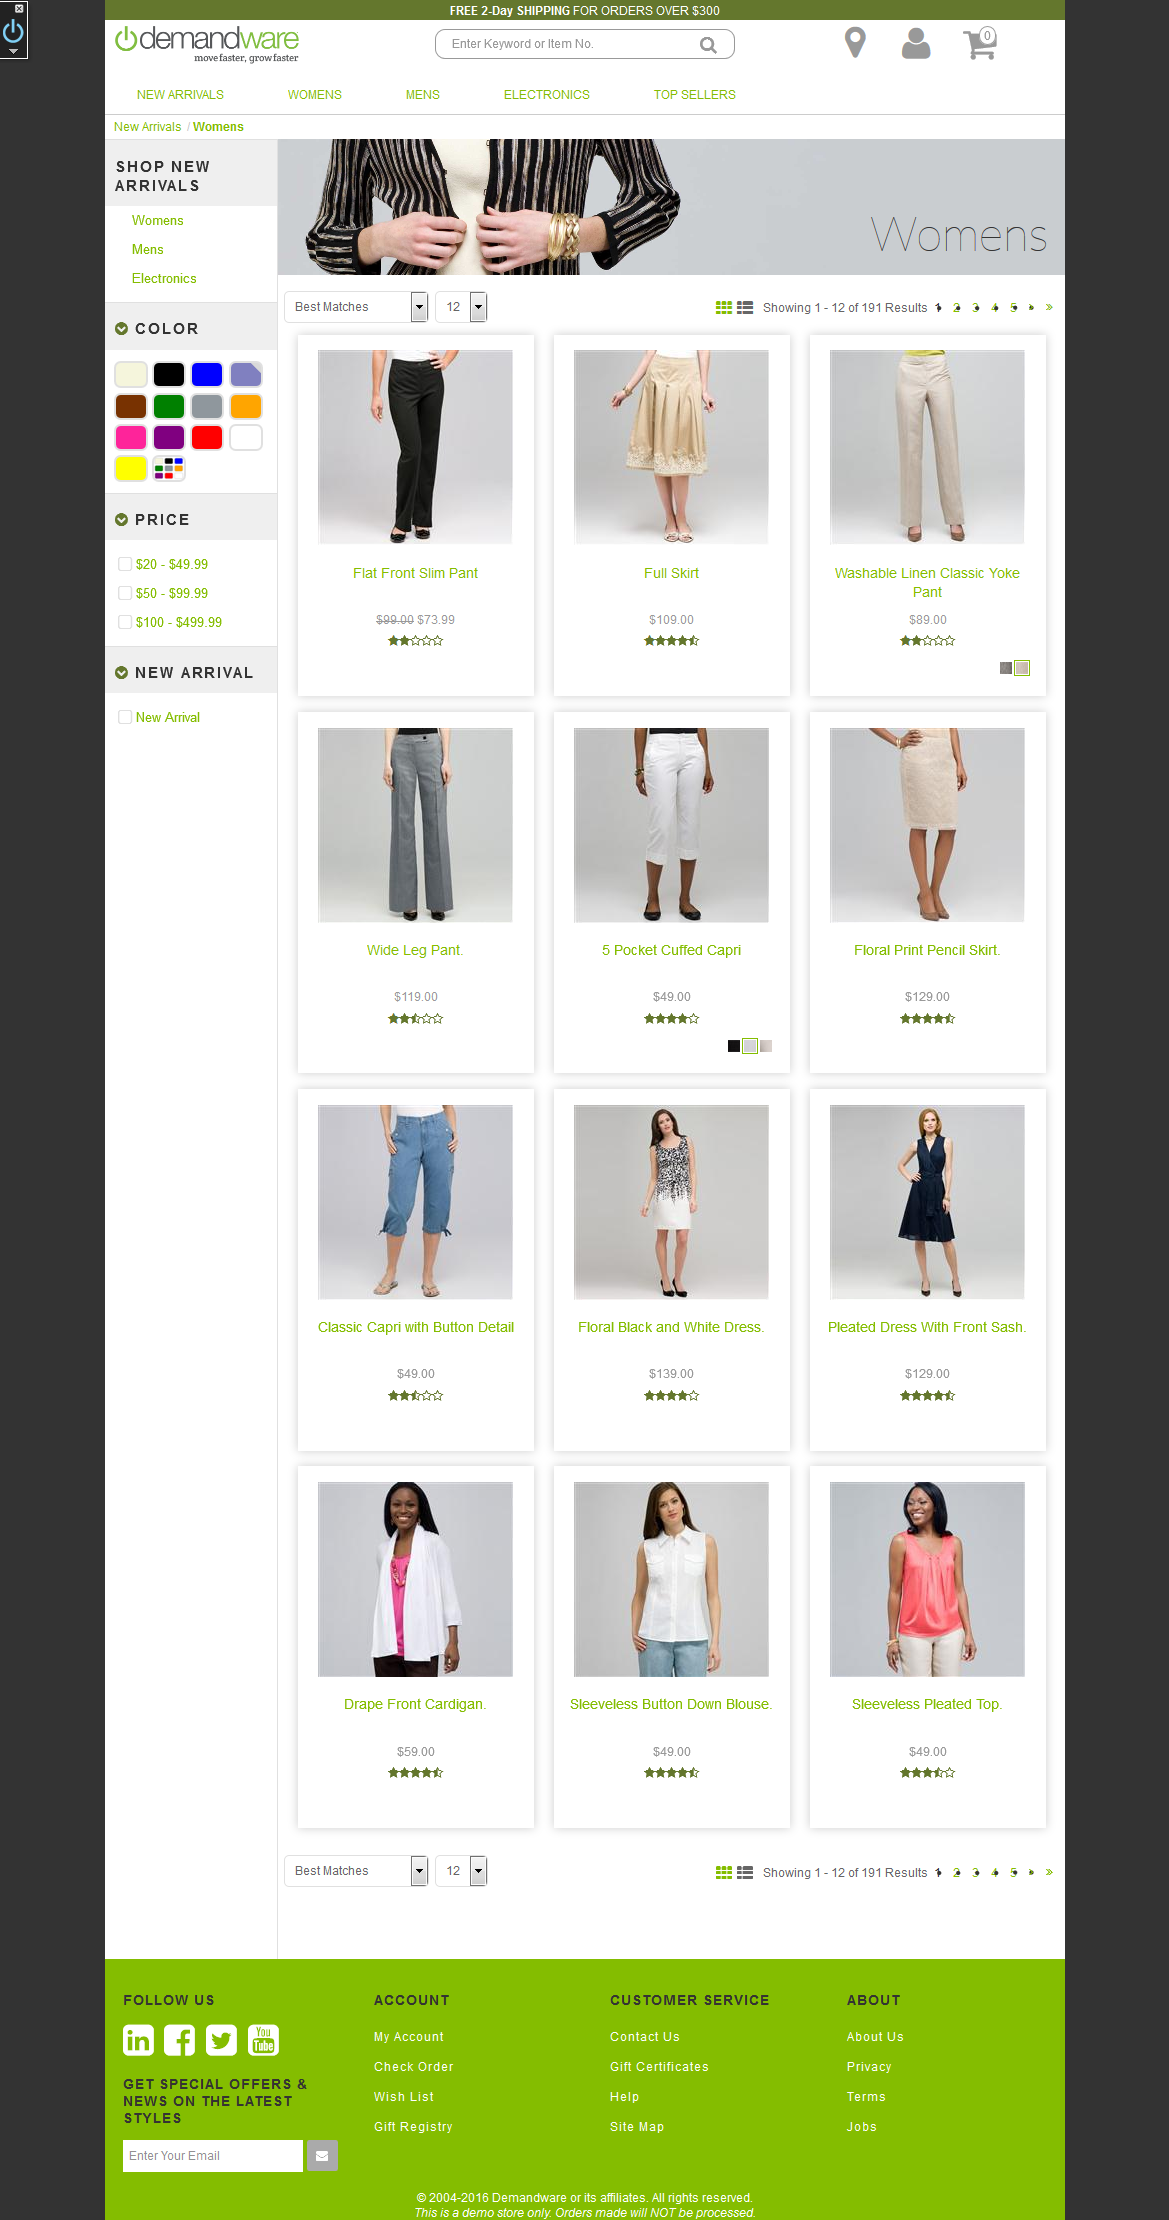 FREE 2-Day SHIPPING FOR ORDERS OVER $300
demandware
move faster, grow faster
Enter Keyword or Item No.
0
NEW ARRIVALS WOMENS MENS ELECTRONICS TOP SELLERS
New Arrivals / Womens
SHOP NEW
ARRIVALS
Womens
Mens
Electronics
COLOR
PRICE
$20 - $49.99
$50 - $99.99
$100 - $499.99
NEW ARRIVAL
New Arrival
Womens
Best Matches 12 Showing 1 - 12 of 191 Results 1 2 3 4 5 > »
Flat Front Slim Pant
$99.00 $73.99
Full Skirt
$109.00
Washable Linen Classic Yoke
Pant
$89.00
Wide Leg Pant.
$119.00
5 Pocket Cuffed Capri
$49.00
Floral Print Pencil Skirt.
$129.00
Classic Capri with Button Detail
$49.00
Floral Black and White Dress.
$139.00
Pleated Dress With Front Sash.
$129.00
Drape Front Cardigan.
$59.00
Sleeveless Button Down Blouse.
$49.00
Sleeveless Pleated Top.
$49.00
Best Matches 12 Showing 1 - 12 of 191 Results 1 2 3 4 5 > »
FOLLOW US
in f You Tube
GET SPECIAL OFFERS &
NEWS ON THE LATEST
STYLES
Enter Your Email
ACCOUNT
My Account
Check Order
Wish List
Gift Registry
CUSTOMER SERVICE
Contact Us
Gift Certificates
Help
Site Map
ABOUT
About Us
Privacy
Terms
Jobs
© 2004-2016 Demandware or its affiliates. All rights reserved.
This is a demo store only. Orders made will NOT be processed.